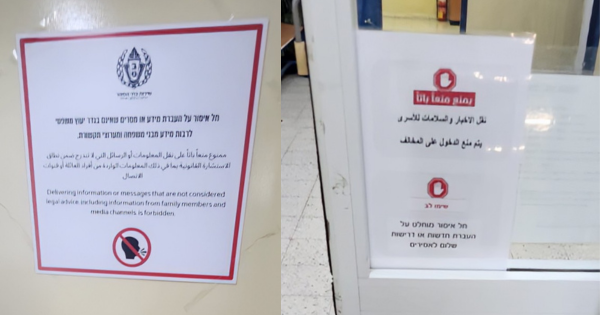 חל איסור על העברת מידע או מסרים שאינם בגדר יעוץ משפטי
לרבות מידע מבני משפחה ומערוצי תקשורת.
ممنوع منعاً باتاً على نقل المعلومات أو الرسائل التي لا تندرج ضمن نطاق
الاستشارة القانونية بما في ذلك المعلومات الواردة من أفراد العائلة أو قنوات
الاتصال.
Delivering information or messages that are not considered
legal advice, including information from family members and
media channels is forbidden.
يمنع منعاً باتاً
نقل الاخبار والسلامات للأسرى
يتم منع الدخول على المخالف
שימו לב
חל איסור מוחלט על
העברת חדשות או דרישות
שלום לאסירים